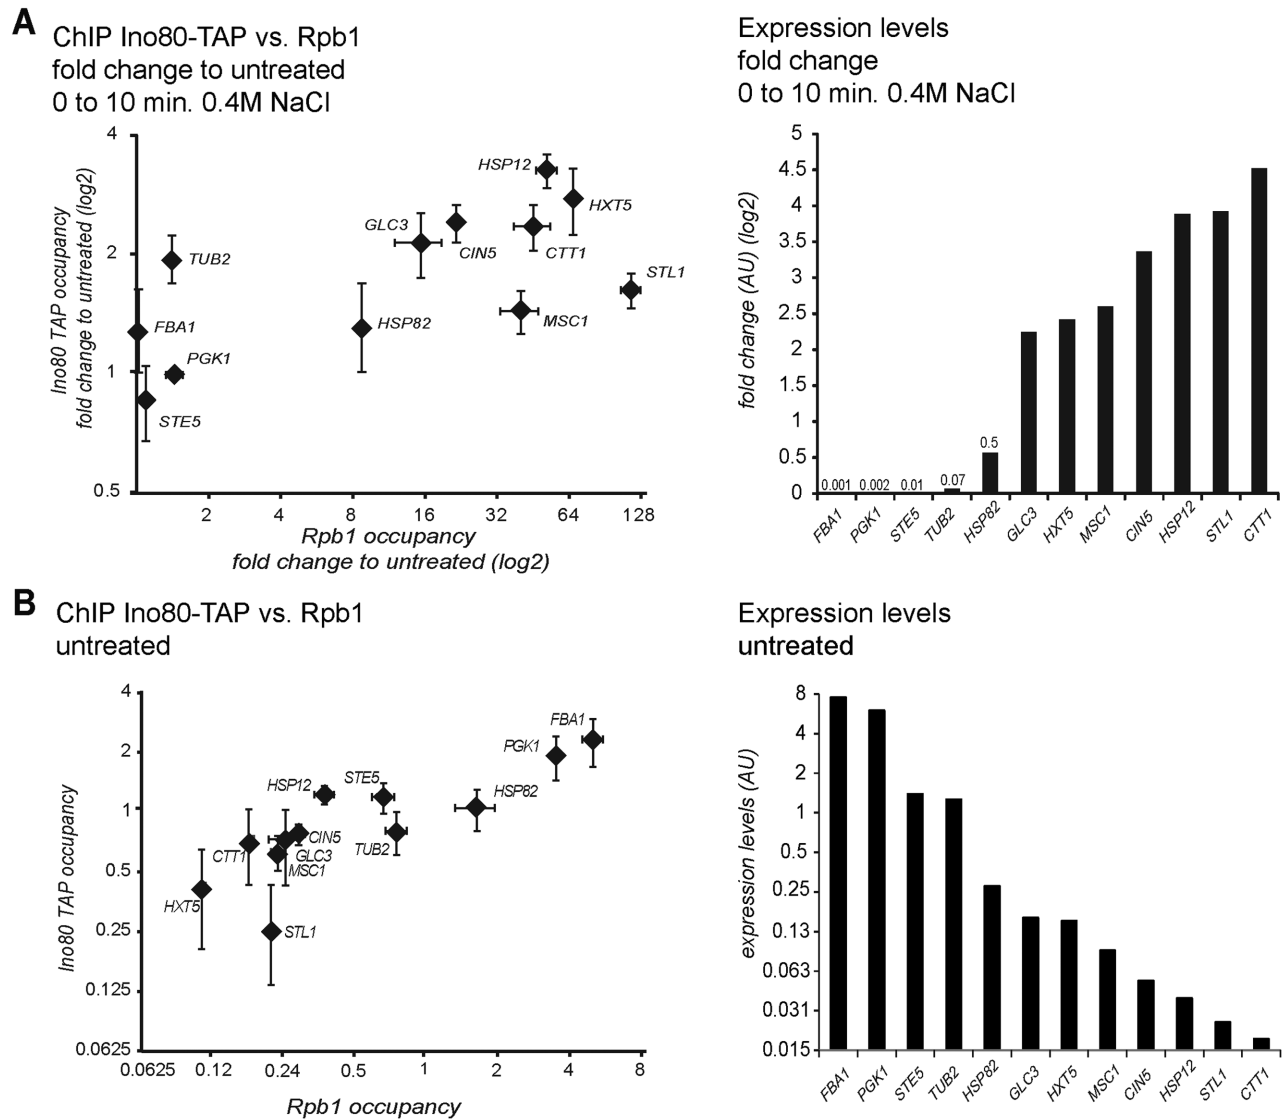 A
ChIP Ino80-TAP vs. Rpb1
fold change to untreated
0 to 10 min. 0.4M NaCl
Ino80 TAP occupancy
fold change to untreated (log2)
4
2
1
0.5
HSP12
HXT5
GLC3
CIN5
CTT1
TUB2
STL1
FBA1
HSP82
MSC1
PGK1
STE5
2
4
8
16
32
64
128
Rpb1 occupancy
fold change to untreated (log2)
Expression levels
fold change
0 to 10 min. 0.4M NaCl
fold change (AU) (log2)
5
4.5
4
3.5
3
2.5
2
1.5
1
0.5
0
0.001
0.002
0.01
0.07
0.5
FBA1
PGK1
STE5
TUB2
HSP82
GLC3
HXT5
MSC1
CIN5
HSP12
STL1
CTT1
B
ChIP Ino80-TAP vs. Rpb1
untreated
Ino80 TAP occupancy
4
2
1
0.5
0.25
0.125
0.0625
FBA1
PGK1
HSP12
STE5
HSP82
CIN5
TUB2
CTT1
GLC3
MSC1
HXT5
STL1
0.0625
0.12
0.24
0.5
1
2
4
8
Rpb1 occupancy
Expression levels
untreated
expression levels (AU)
8
4
2
1
0.5
0.25
0.13
0.063
0.031
0.015
FBA1
PGK1
STE5
TUB2
HSP82
GLC3
HXT5
MSC1
CIN5
HSP12
STL1
CTT1